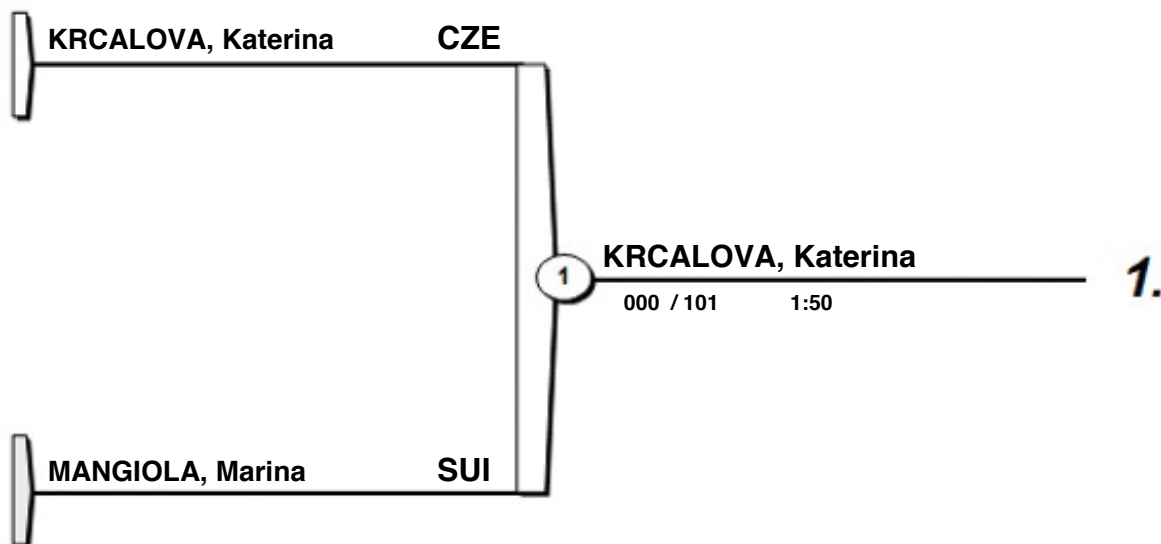 KRCALOVA, Katerina CZE
KRCALOVA, Katerina
1 1.
000 / 101 1:50
MANGIOLA, Marina SUI